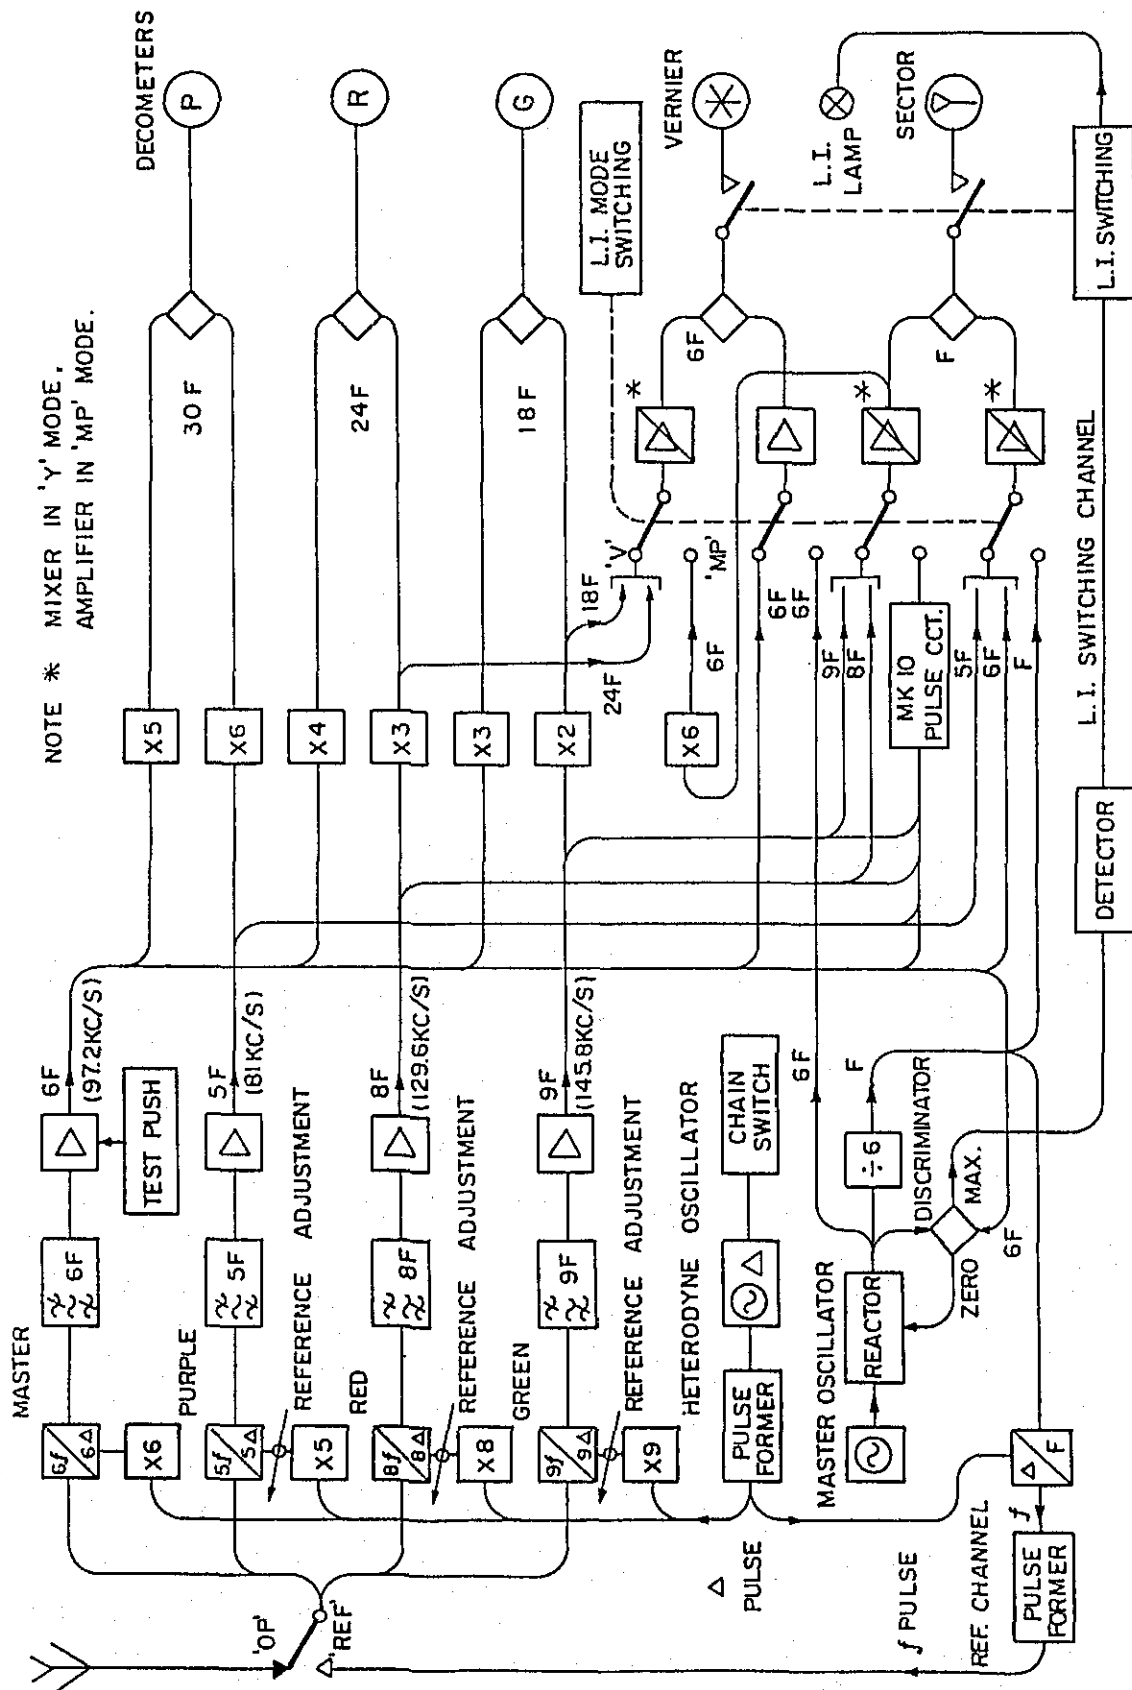 NOTE * MIXER IN 'Y' MODE.
AMPLIFIER IN 'MP' MODE.
DECOMETERS
P
R
G
VERNIER
L.I. LAMP
SECTOR
MASTER
6f
6△
X6
6F
6F
(97.2KC/S)
TEST PUSH
X5
30F
PURPLE
5f
5△
X5
5F
5F
(81KC/S)
X6
REFERENCE ADJUSTMENT
RED
8f
8△
X8
8F
8F
(129.6KC/S)
X4
X3
24F
REFERENCE ADJUSTMENT
GREEN
9f
9△
X9
9F
9F
(145.8KC/S)
X3
X2
18F
REFERENCE ADJUSTMENT
'OP'
'REF'
HETERODYNE OSCILLATOR
PULSE FORMER
△
CHAIN SWITCH
△ PULSE
18F
24F
'V'
'MP'
L.I. MODE SWITCHING
*
6F
X6
6F
6F
6F
6F
9F
8F
MK 10
PULSE CCT.
*
F
5F
6F
F
*
MASTER OSCILLATOR
REACTOR
÷6
F
DISCRIMINATOR
ZERO
MAX.
6F
f PULSE
REF. CHANNEL
△
F
f
PULSE FORMER
L.I. SWITCHING CHANNEL
DETECTOR
L.I. SWITCHING